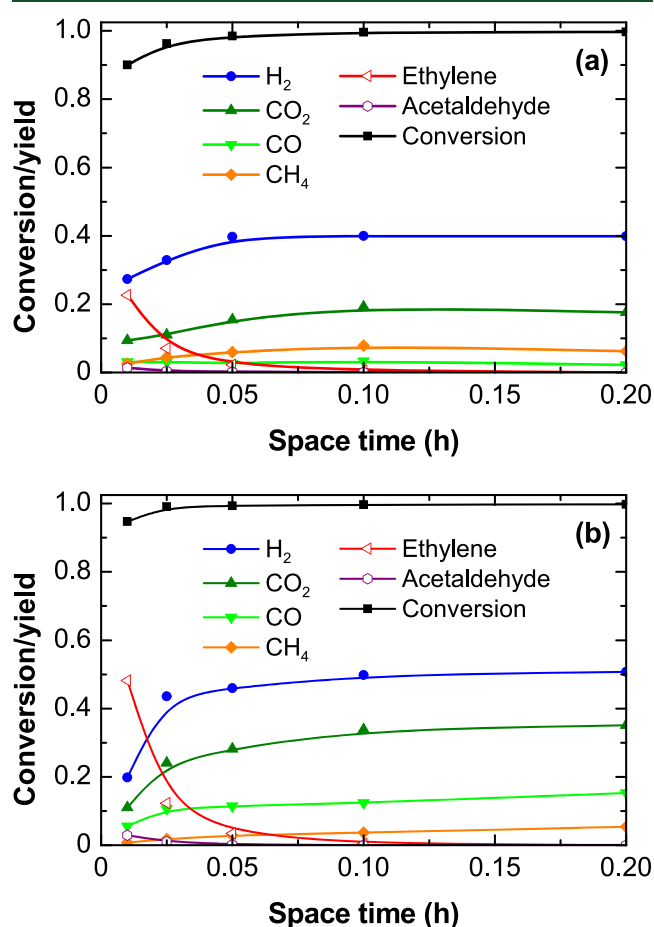 (a)
H₂
CO₂
CO
CH₄
Ethylene
Acetaldehyde
Conversion
Conversion/yield
1.0
0.8
0.6
0.4
0.2
0
0 0.05 0.10 0.15 0.20
Space time (h)
(b)
H₂
CO₂
CO
CH₄
Ethylene
Acetaldehyde
Conversion
Conversion/yield
1.0
0.8
0.6
0.4
0.2
0
0 0.05 0.10 0.15 0.20
Space time (h)